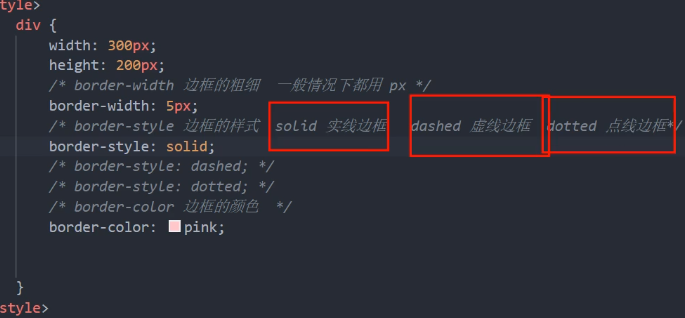 tyle>
div {
width: 300px;
height: 200px;
/* border-width 边框的粗细 一般情况下都用 px */
border-width: 5px;
/* border-style 边框的样式 solid 实线边框 dashed 虚线边框 dotted 点线边框*/
border-style: solid;
/* border-style: dashed; */
/* border-style: dotted; */
/* border-color 边框的颜色 */
border-color: pink;
}
style>